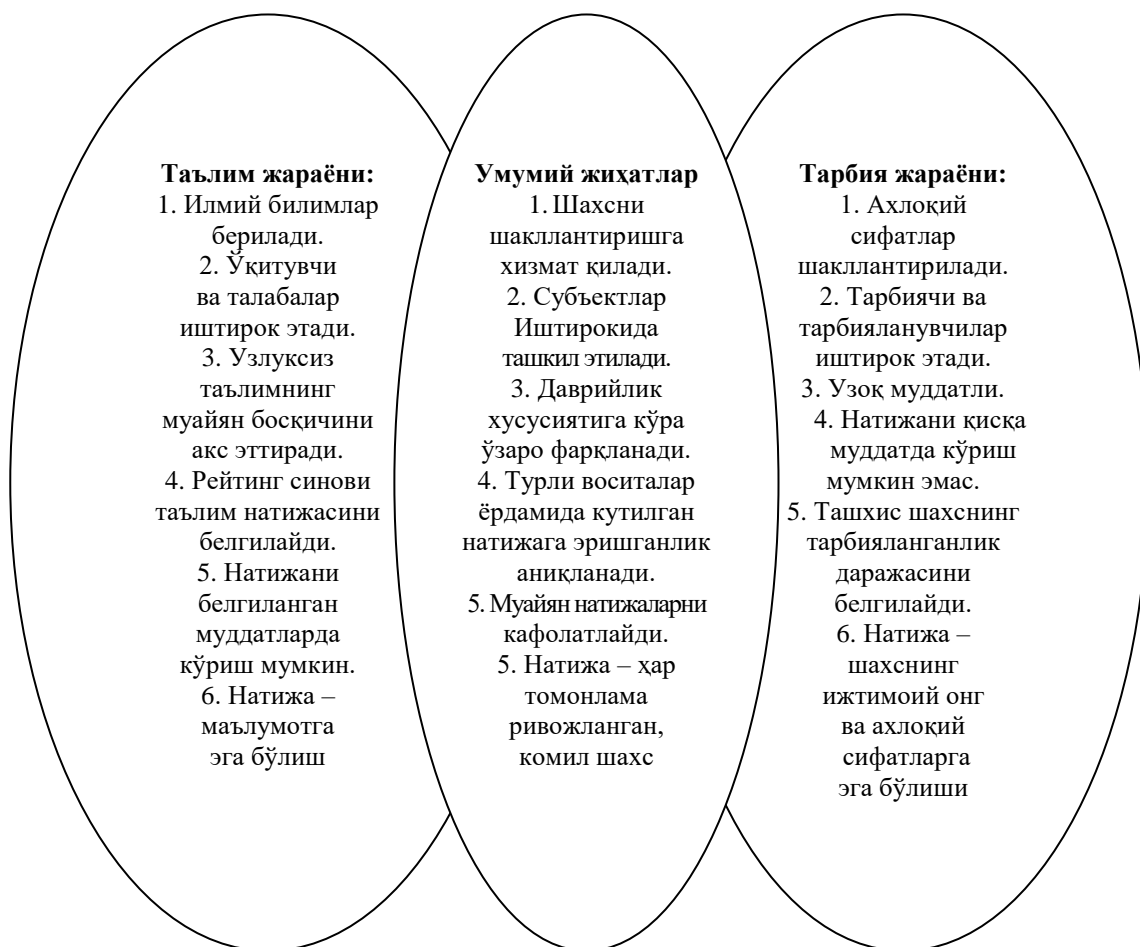 Таълим жараёни:
1. Илмий билимлар
берилади.
2. Ўқитувчи
ва талабалар
иштирок этади.
3. Узлуксиз
таълимнинг
муайян босқичини
акс эттиради.
4. Рейтинг синови
таълим натижасини
белгилайди.
5. Натижани
белгиланган
муддатларда
кўриш мумкин.
6. Натижа –
маълумотга
эга бўлиш
Умумий жиҳатлар
1. Шахсни
шакллантиришга
хизмат қилади.
2. Субъектлар
Иштирокида
ташкил этилади.
3. Даврийлик
хусусиятига кўра
ўзаро фарқланади.
4. Турли воситалар
ёрдамида кутилган
натижага эришганлик
аниқланади.
5. Муайян натижаларни
кафолатлайди.
5. Натижа – ҳар
томонлама
ривожланган,
комил шахс
Тарбия жараёни:
1. Ахлоқий
сифатлар
шакллантирилади.
2. Тарбиячи ва
тарбияланувчилар
иштирок этади.
3. Узоқ муддатли.
4. Натижани қисқа
муддатда кўриш
мумкин эмас.
5. Ташхис шахснинг
тарбияланганлик
даражасини
белгилайди.
6. Натижа –
шахснинг
ижтимоий онг
ва ахлоқий
сифатларга
эга бўлиши